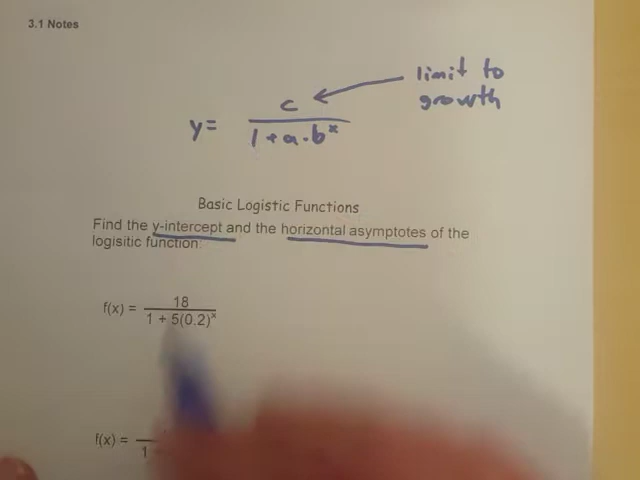 3.1 Notes
y = c / (1 + a · b^x)
limit to
growth
Basic Logistic Functions
Find the y-intercept and the horizontal asymptotes of the
logisitic function:
f(x) = 18 / (1 + 5(0.2)^x)
f(x) =
1